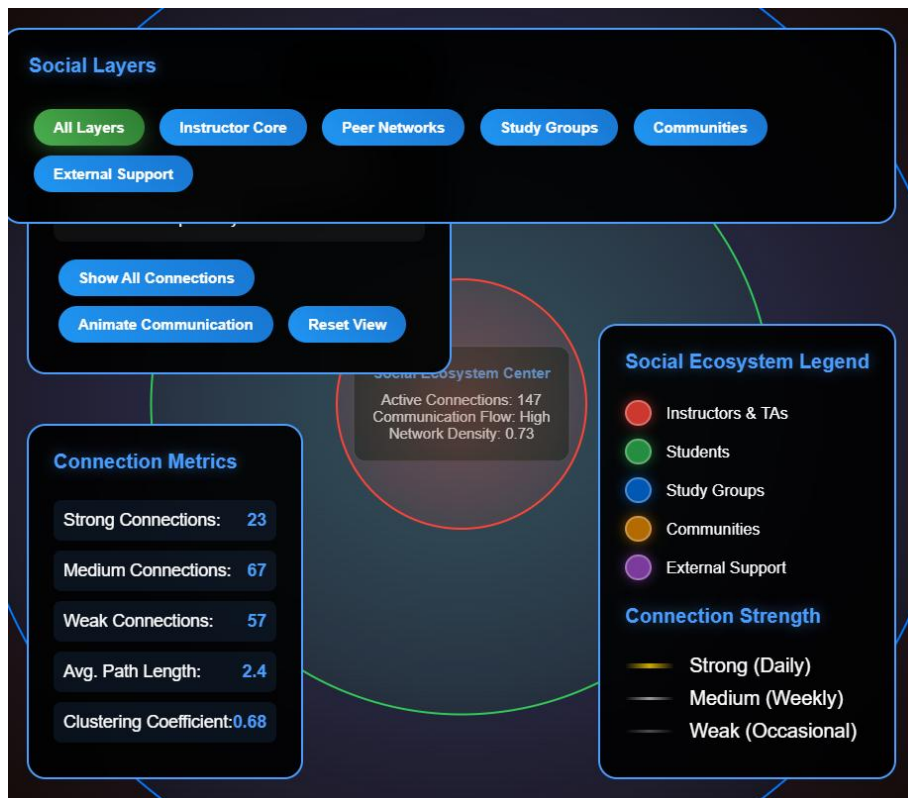 Social Layers
All Layers
Instructor Core
Peer Networks
Study Groups
Communities
External Support
Show All Connections
Animate Communication
Reset View
Social Ecosystem Center
Active Connections: 147
Communication Flow: High
Network Density: 0.73
Connection Metrics
Strong Connections: 23
Medium Connections: 67
Weak Connections: 57
Avg. Path Length: 2.4
Clustering Coefficient:0.68
Social Ecosystem Legend
Instructors & TAs
Students
Study Groups
Communities
External Support
Connection Strength
Strong (Daily)
Medium (Weekly)
Weak (Occasional)